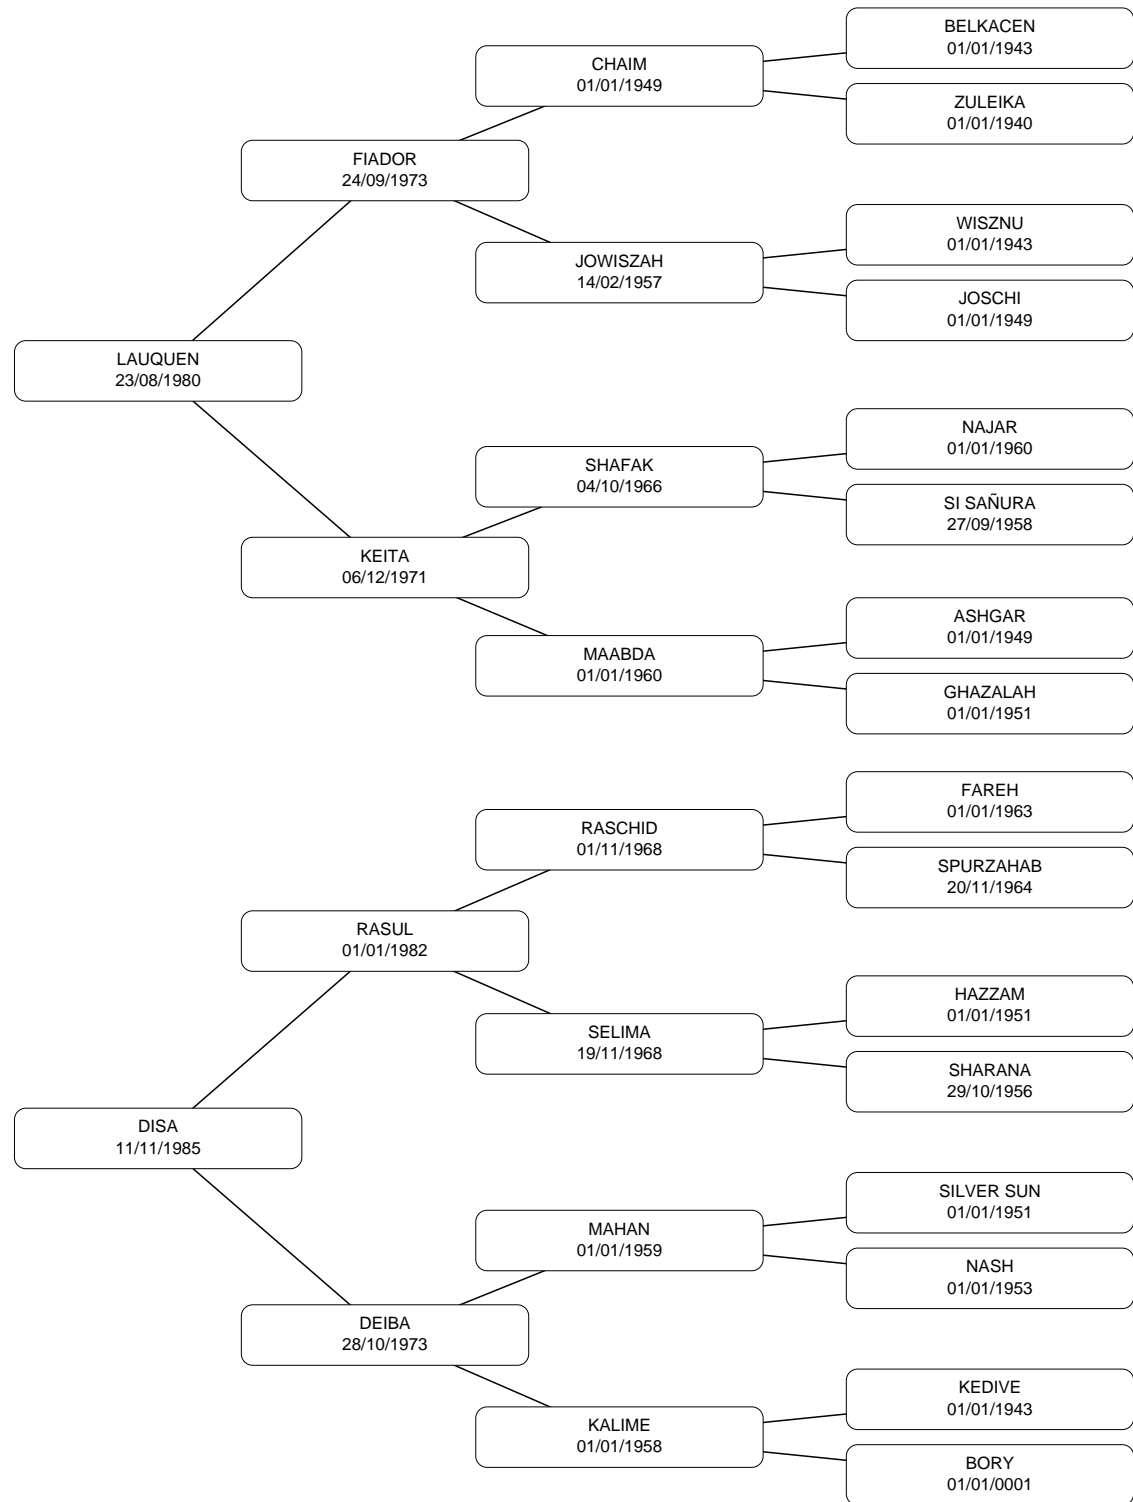 BELKACEN
01/01/1943
CHAIM
01/01/1949
ZULEIKA
01/01/1940
FIADOR
24/09/1973
WISZNU
01/01/1943
JOWISZAH
14/02/1957
JOSCHI
01/01/1949
LAUQUEN
23/08/1980
NAJAR
01/01/1960
SHAFAK
04/10/1966
SI SAÑURA
27/09/1958
KEITA
06/12/1971
ASHGAR
01/01/1949
MAABDA
01/01/1960
GHAZALAH
01/01/1951
FAREH
01/01/1963
RASCHID
01/11/1968
SPURZAHAB
20/11/1964
RASUL
01/01/1982
HAZZAM
01/01/1951
SELIMA
19/11/1968
SHARANA
29/10/1956
DISA
11/11/1985
SILVER SUN
01/01/1951
MAHAN
01/01/1959
NASH
01/01/1953
DEIBA
28/10/1973
KEDIVE
01/01/1943
KALIME
01/01/1958
BORY
01/01/0001